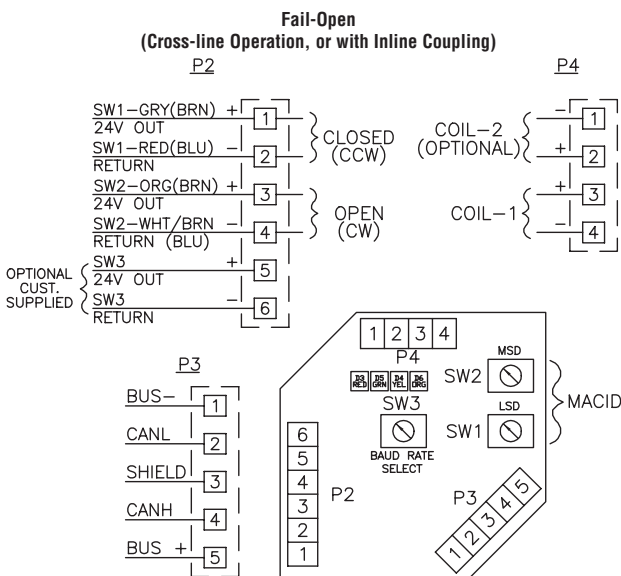 Fail-Open
(Cross-line Operation, or with Inline Coupling)
P2
SW1-GRY(BRN) + 1
24V OUT
SW1-RED(BLU) - 2
RETURN
CLOSED
(CCW)
SW2-ORG(BRN) + 3
24V OUT
SW2-WHT/BRN - 4
RETURN (BLU)
OPEN
(CW)
OPTIONAL
CUST.
SUPPLIED
SW3 + 5
24V OUT
SW3 - 6
RETURN
P4
COIL-2
(OPTIONAL)
- 1
+ 2
COIL-1
+ 3
- 4
P3
BUS- 1
CANL 2
SHIELD 3
CANH 4
BUS + 5
1 2 3 4
P4
D3 D5 D4 D6
RED GRN YEL ORG
SW3
BAUD RATE
SELECT
MSD
SW2
LSD
SW1
MACID
6
5
4
3
2
1
P2
P3
1 2 3 4 5